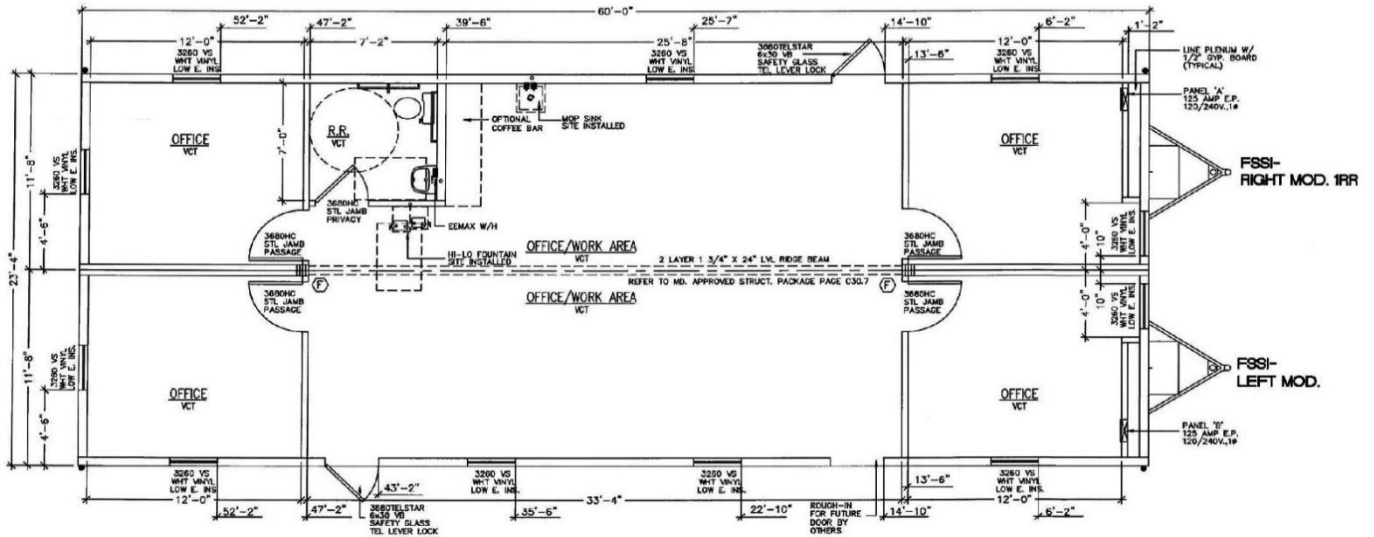 60'-0"
52'-2"
47'-2"
39'-6"
25'-7"
14'-10"
6'-2"
1'-2"
12'-0"
7'-2"
25'-8"
12'-0"
13'-6"
3260 VS
WHT VINYL
LOW E. INS.
3260 VS
WHT VINYL
LOW E. INS.
3680TELSTAR
6x30 VB
SAFETY GLASS
TEL LEVER LOCK
3260 VS
WHT VINYL
LOW E. INS.
LINE PLENUM W/
1/2" GYP. BOARD
(TYPICAL)
PANEL 'A'
125 AMP E.P.
120/240V.,1ø
OFFICE
VCT
7'-0"
R.R.
VCT
OPTIONAL
COFFEE BAR
MOP SINK
SITE INSTALLED
OFFICE
VCT
FSSI-
RIGHT MOD. 1RR
3260 VS
WHT VINYL
LOW E. INS.
11'-8"
4'-6"
23'-4"
3680HC
STL JAMB
PRIVACY
EEMAX W/H
3680HC
STL JAMB
PASSAGE
HI-LO FOUNTAIN
SITE INSTALLED
OFFICE/WORK AREA
VCT
3680HC
STL JAMB
PASSAGE
4'-0"
10"
3260 VS
WHT VINYL
LOW E. INS.
2 LAYER 1 3/4" X 24" LVL RIDGE BEAM
REFER TO MD. APPROVED STRUCT. PACKAGE PAGE C30.7
F
F
3680HC
STL JAMB
PASSAGE
OFFICE/WORK AREA
VCT
3680HC
STL JAMB
PASSAGE
4'-0"
10"
3260 VS
WHT VINYL
LOW E. INS.
3260 VS
WHT VINYL
LOW E. INS.
11'-8"
4'-6"
OFFICE
VCT
OFFICE
VCT
FSSI-
LEFT MOD.
PANEL 'B'
125 AMP E.P.
120/240V.,1ø
3260 VS
WHT VINYL
LOW E. INS.
3260 VS
WHT VINYL
LOW E. INS.
3260 VS
WHT VINYL
LOW E. INS.
3260 VS
WHT VINYL
LOW E. INS.
43'-2"
13'-6"
12'-0"
33'-4"
12'-0"
52'-2"
47'-2"
3680TELSTAR
6x30 VB
SAFETY GLASS
TEL LEVER LOCK
35'-6"
22'-10"
ROUGH-IN
FOR FUTURE
DOOR BY
OTHERS
14'-10"
6'-2"